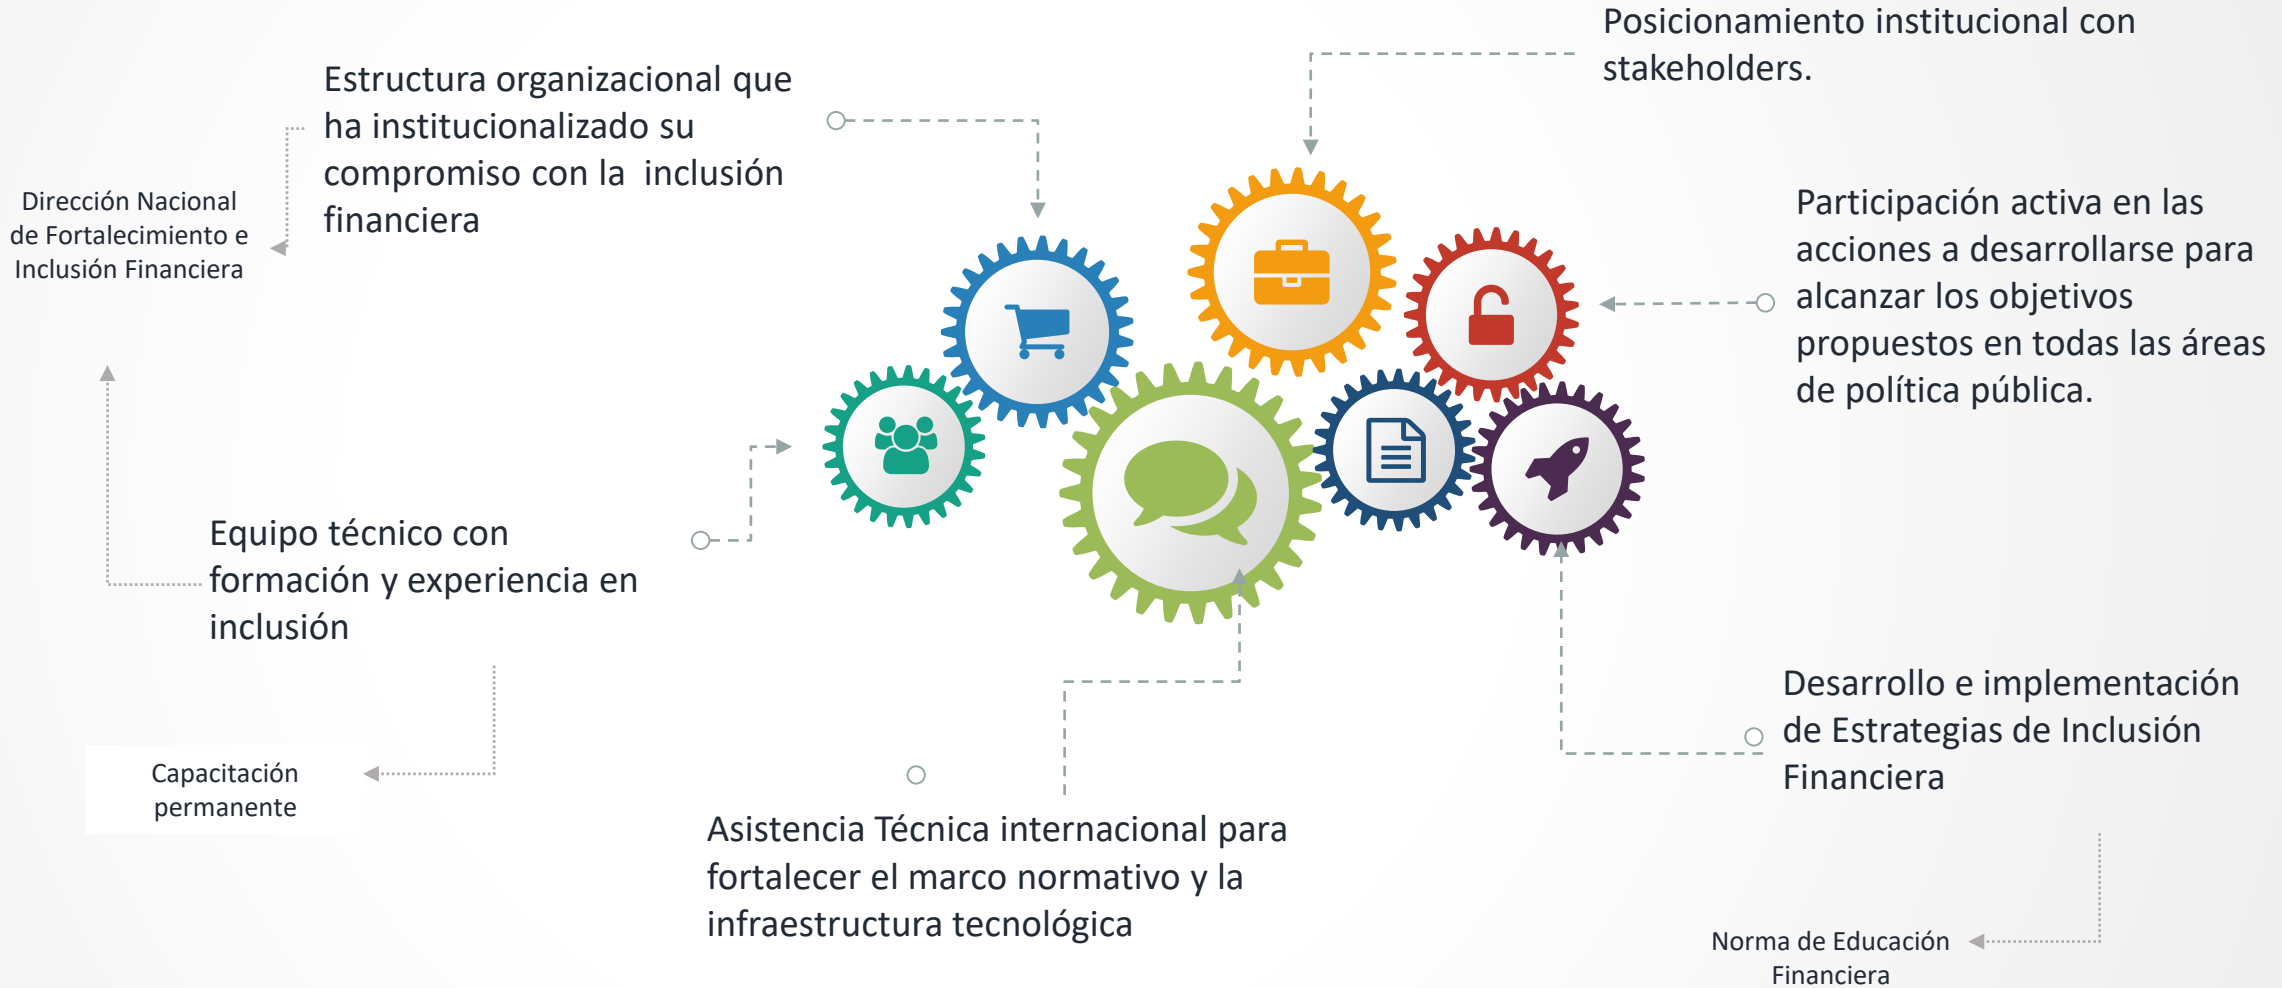 Posicionamiento institucional con
stakeholders.
Estructura organizacional que
ha institucionalizado su
compromiso con la  inclusión
financiera
Dirección Nacional
de Fortalecimiento e
Inclusión Financiera
Participación activa en las
acciones a desarrollarse para
alcanzar los objetivos
propuestos en todas las áreas
de política pública.
Equipo técnico con
formación y experiencia en
inclusión
Capacitación
permanente
Asistencia Técnica internacional para
fortalecer el marco normativo y la
infraestructura tecnológica
Desarrollo e implementación
de Estrategias de Inclusión
Financiera
Norma de Educación
Financiera